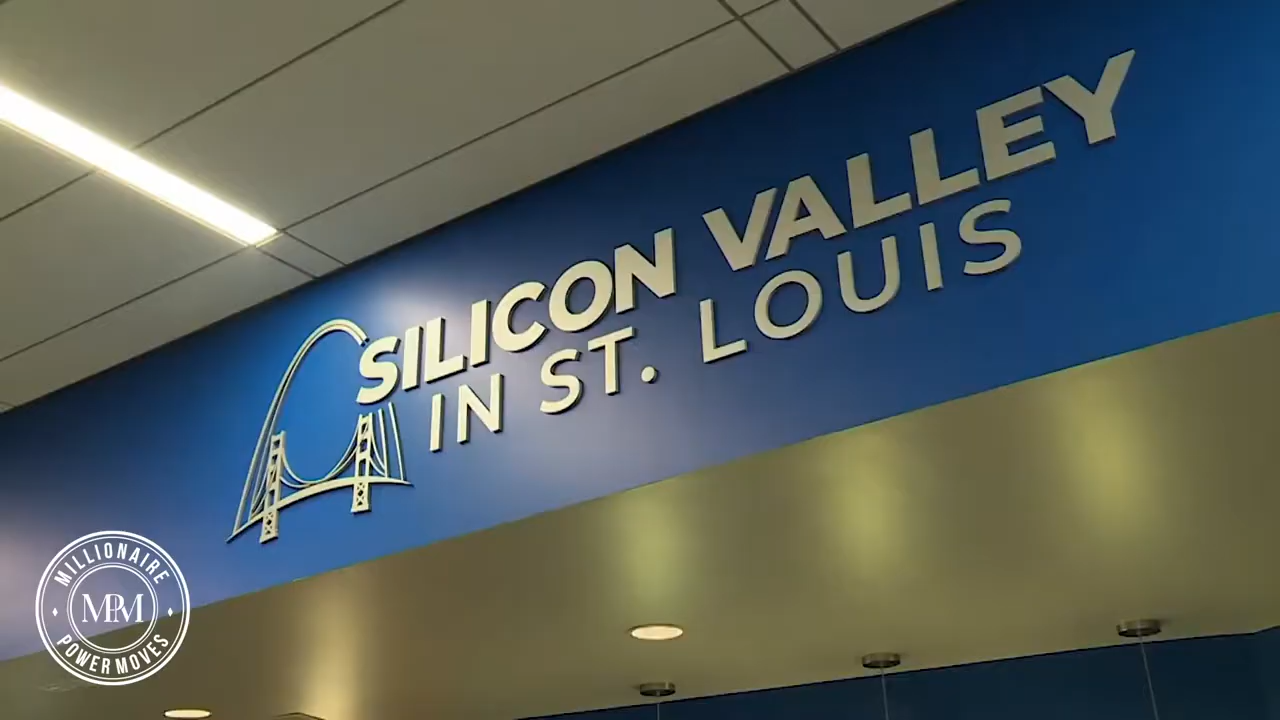 SILICON VALLEY
IN ST. LOUIS
MILLIONAIRE
MPM
POWER MOVES